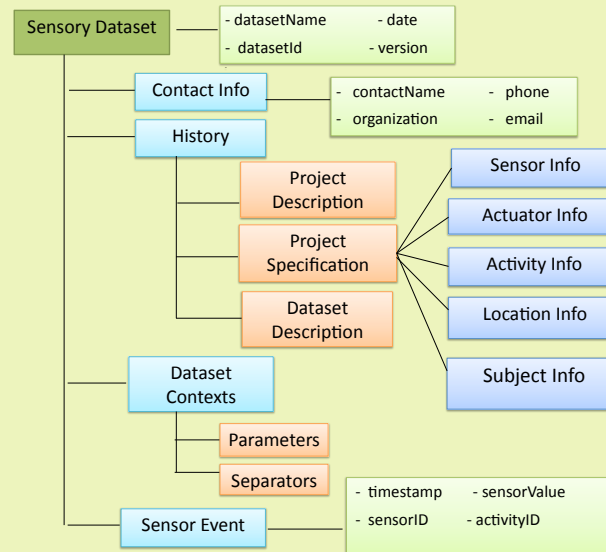 Sensory Dataset
- datasetName - date
- datasetId - version
Contact Info
- contactName - phone
- organization - email
History
Project
Description
Project
Specification
Dataset
Description
Sensor Info
Actuator Info
Activity Info
Location Info
Subject Info
Dataset
Contexts
Parameters
Separators
Sensor Event
- timestamp - sensorValue
- sensorID - activityID